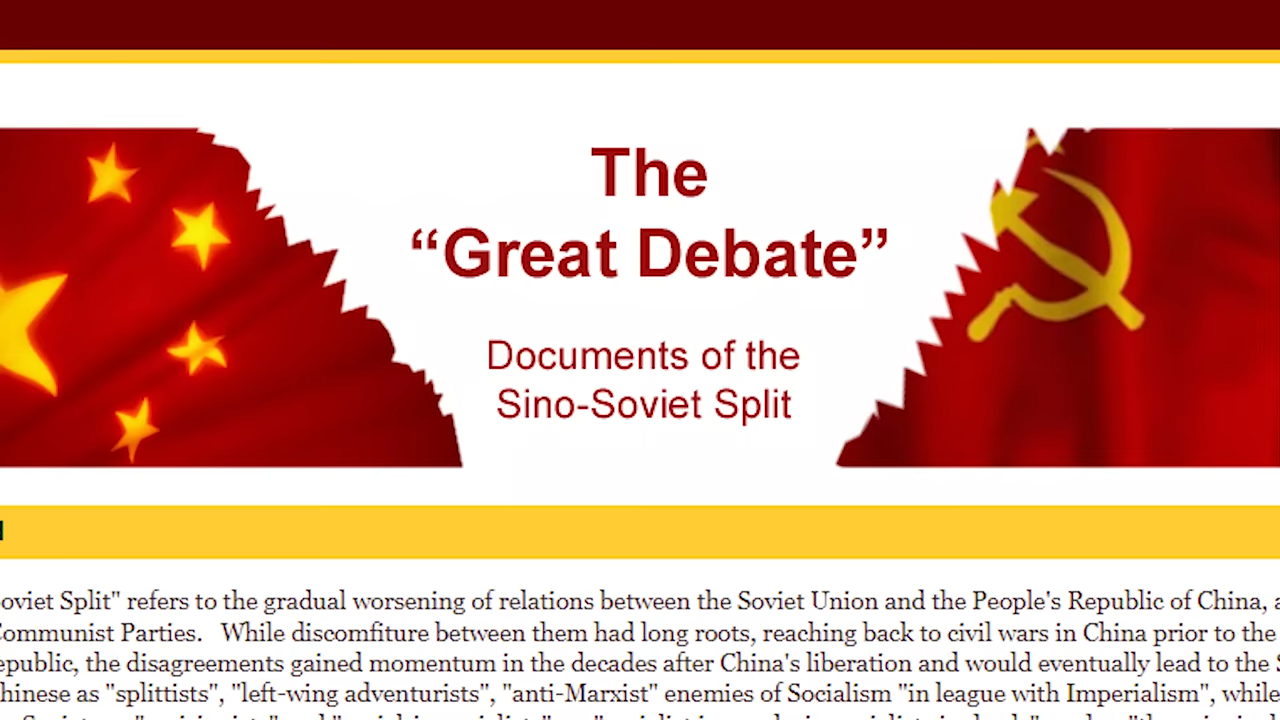 The
“Great Debate”
Documents of the
Sino-Soviet Split
oviet Split" refers to the gradual worsening of relations between the Soviet Union and the People's Republic of China,
Communist Parties. While discomfiture between them had long roots, reaching back to civil wars in China prior to the
epublic, the disagreements gained momentum in the decades after China's liberation and would eventually lead to the
hinese as "splittists", "left-wing adventurists", "anti-Marxist" enemies of Socialism "in league with Imperialism", while